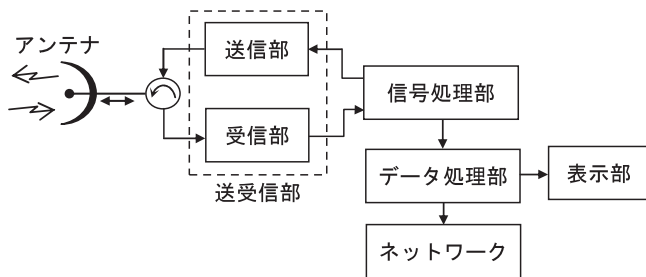 アンテナ
送信部
受信部
送受信部
信号処理部
データ処理部
表示部
ネットワーク